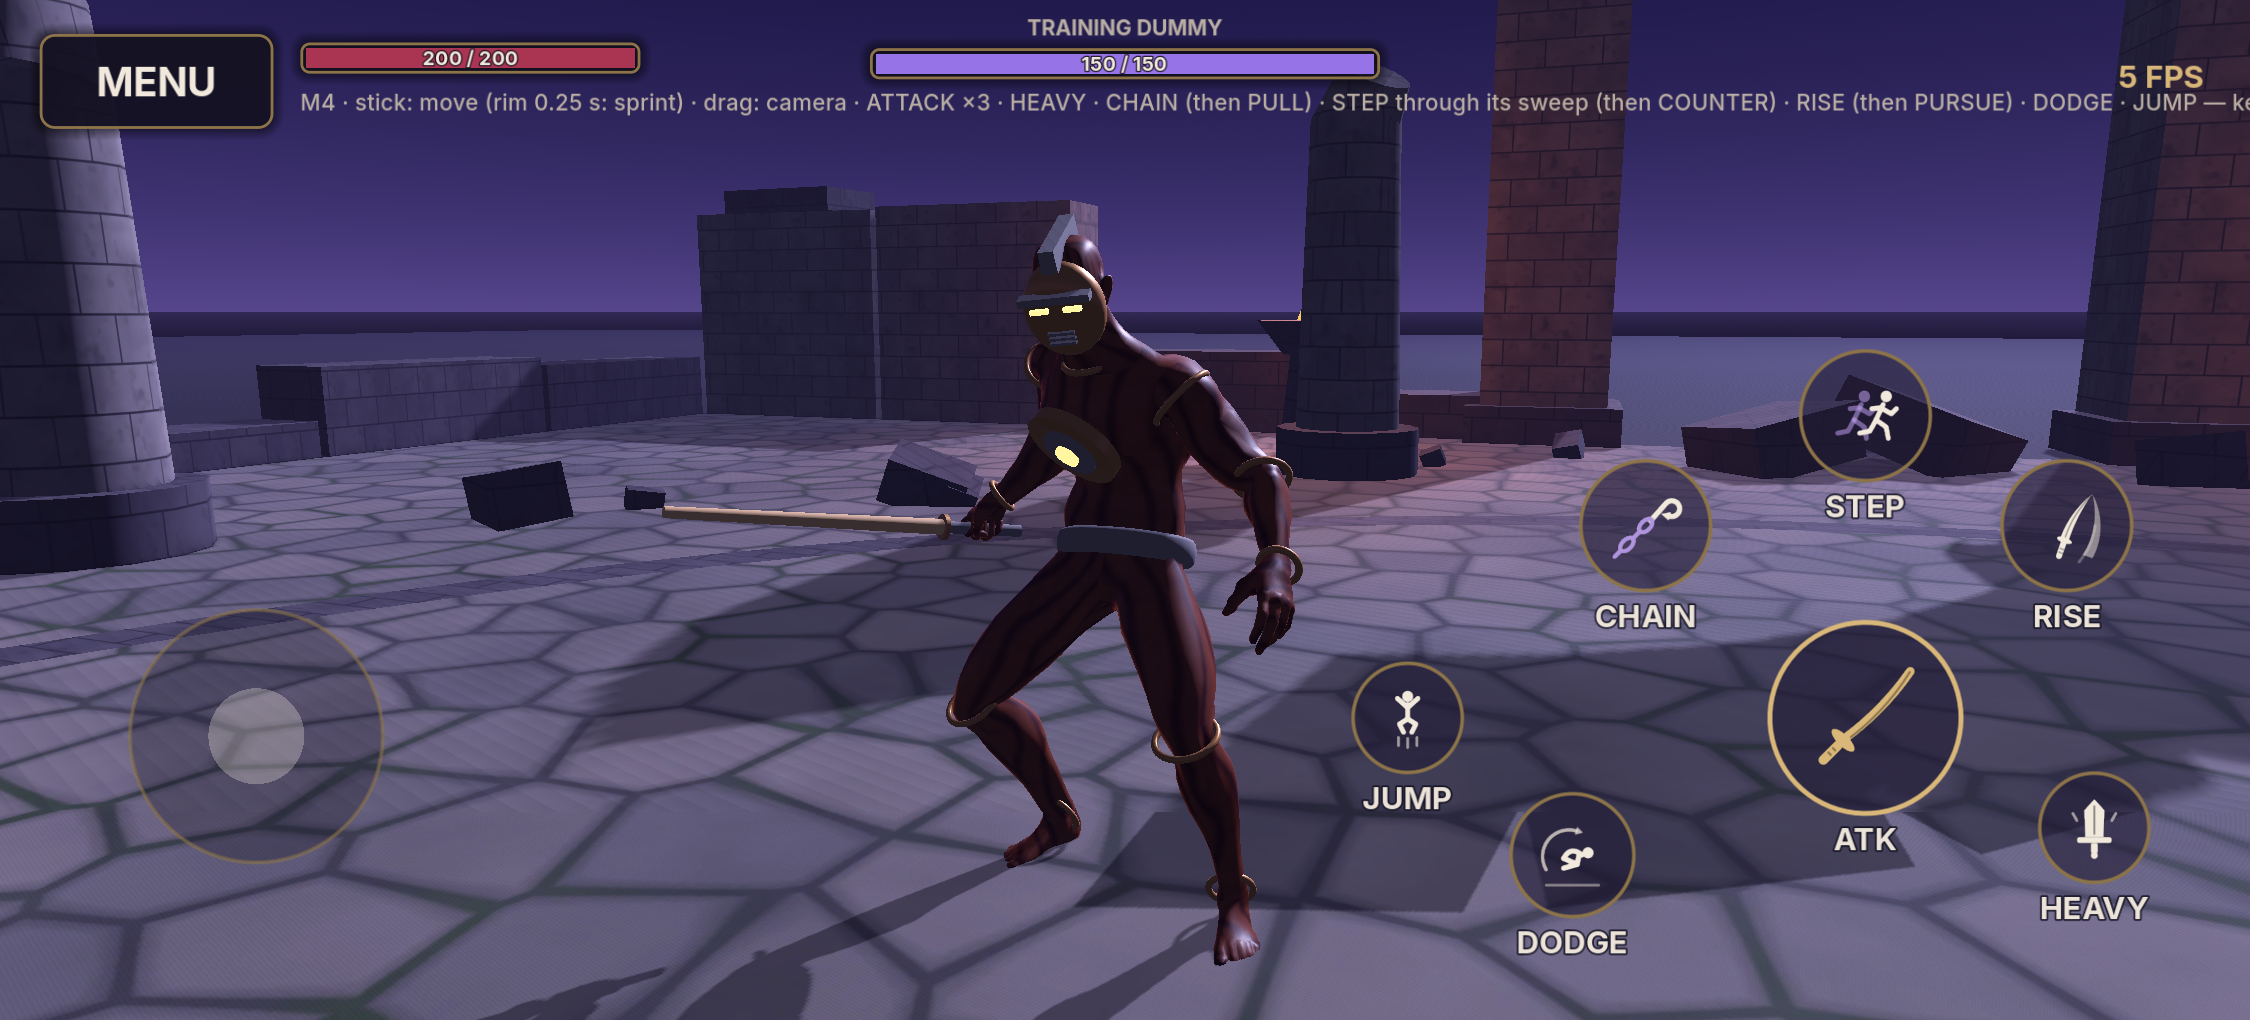 TRAINING DUMMY
MENU
200 / 200
150 / 150
5 FPS
M4 · stick: move (rim 0.25 s: sprint) · drag: camera · ATTACK ×3 · HEAVY · CHAIN (then PULL) · STEP through its sweep (then COUNTER) · RISE (then PURSUE) · DODGE · JUMP — ke
STEP
CHAIN
RISE
JUMP
ATK
HEAVY
DODGE